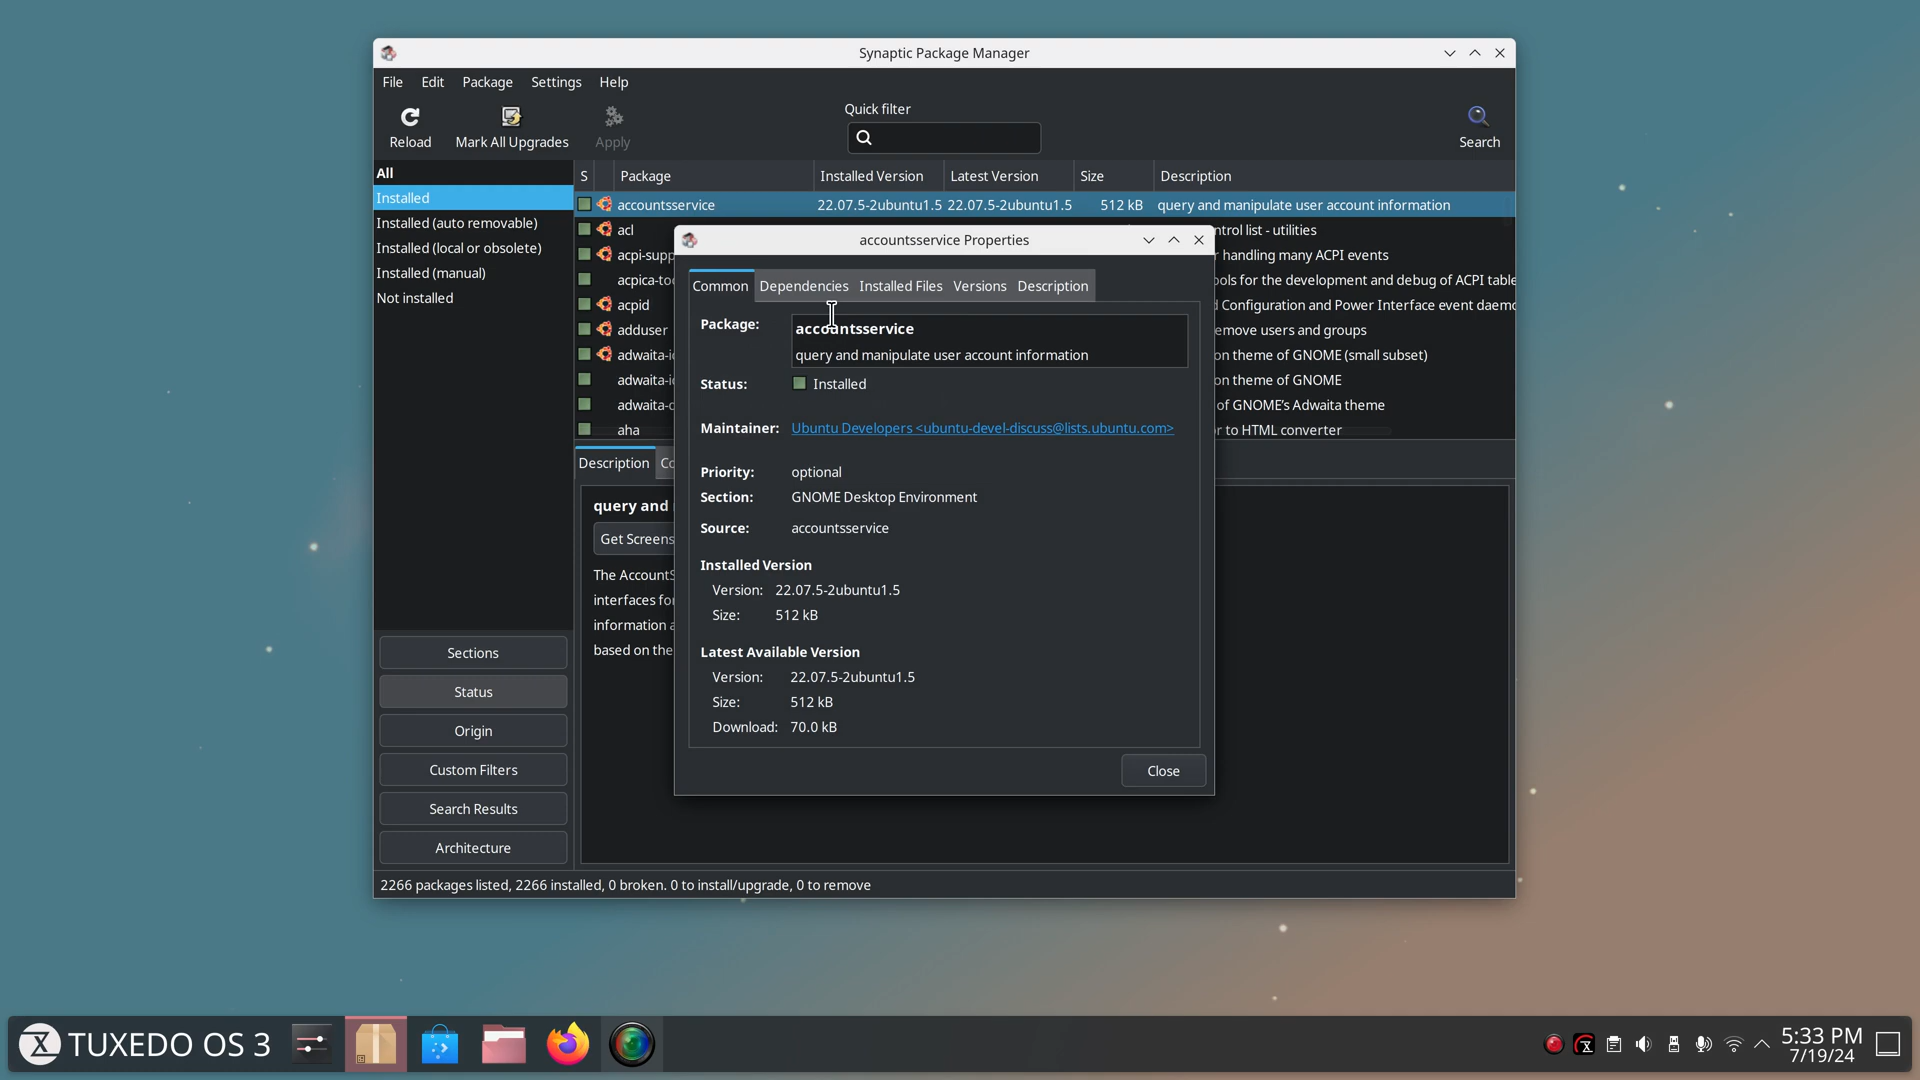 Synaptic Package Manager
File Edit Package Settings Help
Reload
Mark All Upgrades
Apply
Quick filter
Search
All
Installed
Installed (auto removable)
Installed (local or obsolete)
Installed (manual)
Not installed
S Package Installed Version Latest Version Size Description
accountsservice 22.07.5-2ubuntu1.5 22.07.5-2ubuntu1.5 512 kB query and manipulate user account information
acl ntrol list - utilities
acpi-supp r handling many ACPI events
acpica-to ools for the development and debug of ACPI table
acpid d Configuration and Power Interface event daemo
adduser emove users and groups
adwaita-i on theme of GNOME (small subset)
adwaita-i on theme of GNOME
adwaita- of GNOME's Adwaita theme
aha or to HTML converter
Description Co
query and
Get Screens
The AccountS
interfaces for
information a
based on the
Sections
Status
Origin
Custom Filters
Search Results
Architecture
2266 packages listed, 2266 installed, 0 broken. 0 to install/upgrade, 0 to remove
accountsservice Properties
Common Dependencies Installed Files Versions Description
Package: accountsservice
query and manipulate user account information
Status: Installed
Maintainer: Ubuntu Developers <ubuntu-devel-discuss@lists.ubuntu.com>
Priority: optional
Section: GNOME Desktop Environment
Source: accountsservice
Installed Version
Version: 22.07.5-2ubuntu1.5
Size: 512 kB
Latest Available Version
Version: 22.07.5-2ubuntu1.5
Size: 512 kB
Download: 70.0 kB
Close
TUXEDO OS 3
5:33 PM
7/19/24